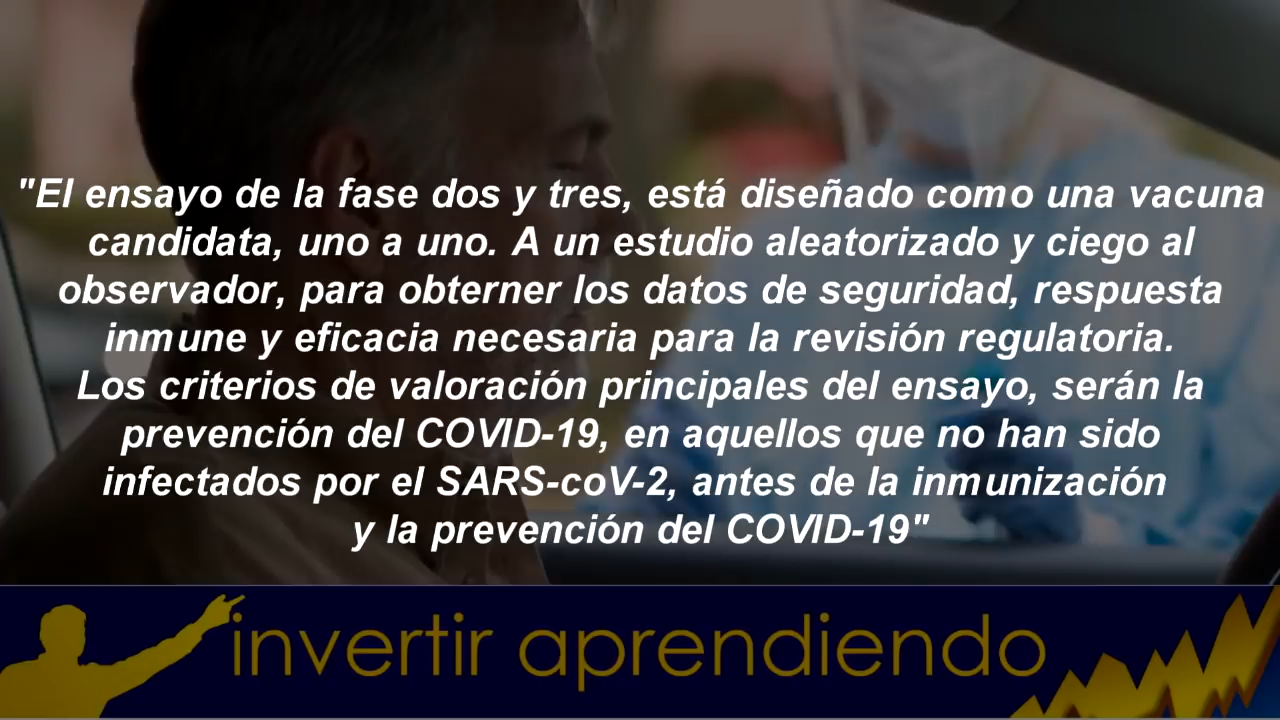 "El ensayo de la fase dos y tres, está diseñado como una vacuna
candidata, uno a uno. A un estudio aleatorizado y ciego al
observador, para obterner los datos de seguridad, respuesta
inmune y eficacia necesaria para la revisión regulatoria.
Los criterios de valoración principales del ensayo, serán la
prevención del COVID-19, en aquellos que no han sido
infectados por el SARS-coV-2, antes de la inmunización
y la prevención del COVID-19"
invertir aprendiendo